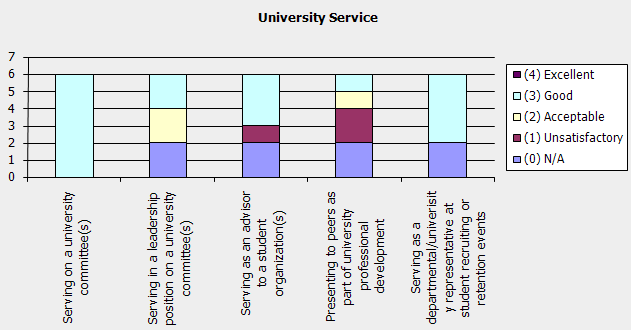 University Service
7
6
5
4
3
2
1
0
(4) Excellent
(3) Good
(2) Acceptable
(1) Unsatisfactory
(0) N/A
Serving on a university
committee(s)
Serving in a leadership
position on a university
committee(s)
Serving as an advisor
to a student
organization(s)
Presenting to peers as
part of university
professional
development
Serving as a
departmental/univerisit
y representative at
student recruiting or
retention events